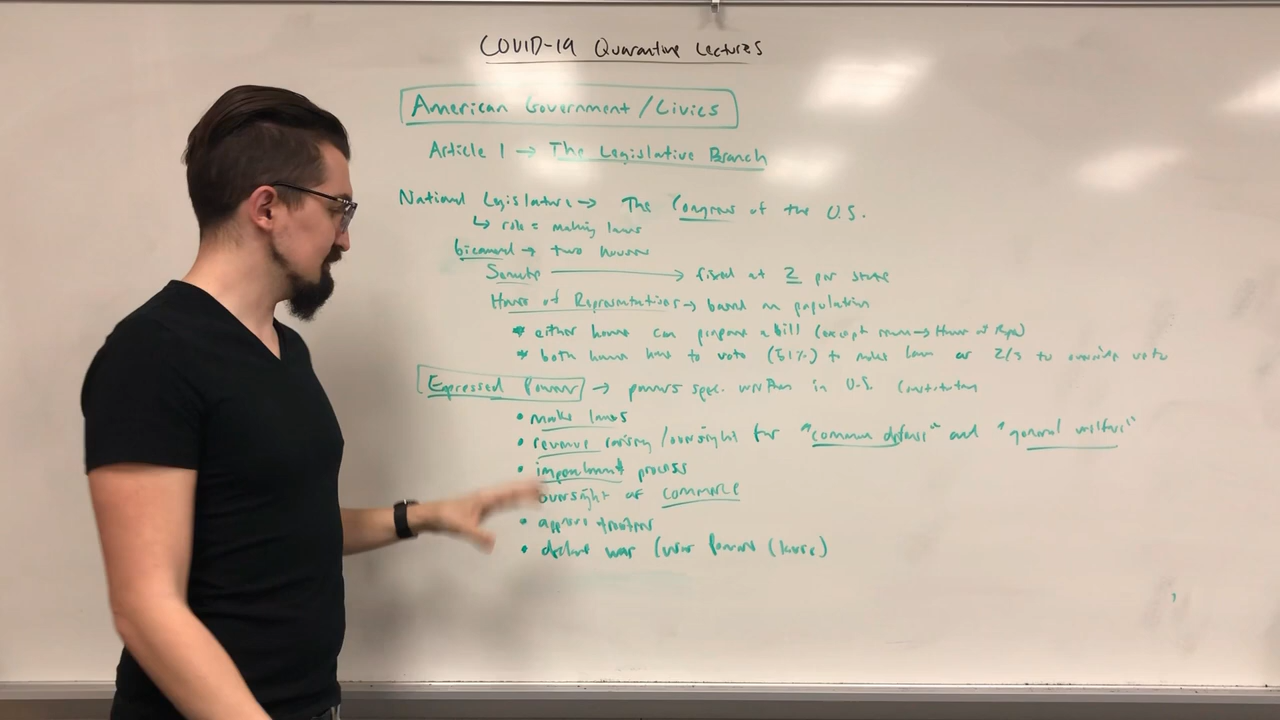 COVID-19 Quarantine Lectures
American Government/Civics
Article 1 → The Legislative Branch
National Legislature → The Congress of the U.S.
↳ role = making laws
bicameral → two houses
Senate → fixed at 2 per state
House of Representatives → based on population
* either house can propose a bill (except → House of Reps)
* both houses have to vote (51%) to make law or 2/3 to override veto
Expressed Powers → powers spec. written in U.S. Constitution
• make laws
• revenue raising/oversight for "common defense" and "general welfare"
• impeachment process
oversight of commerce
• approve treaties
• declare war (War Powers Clause)